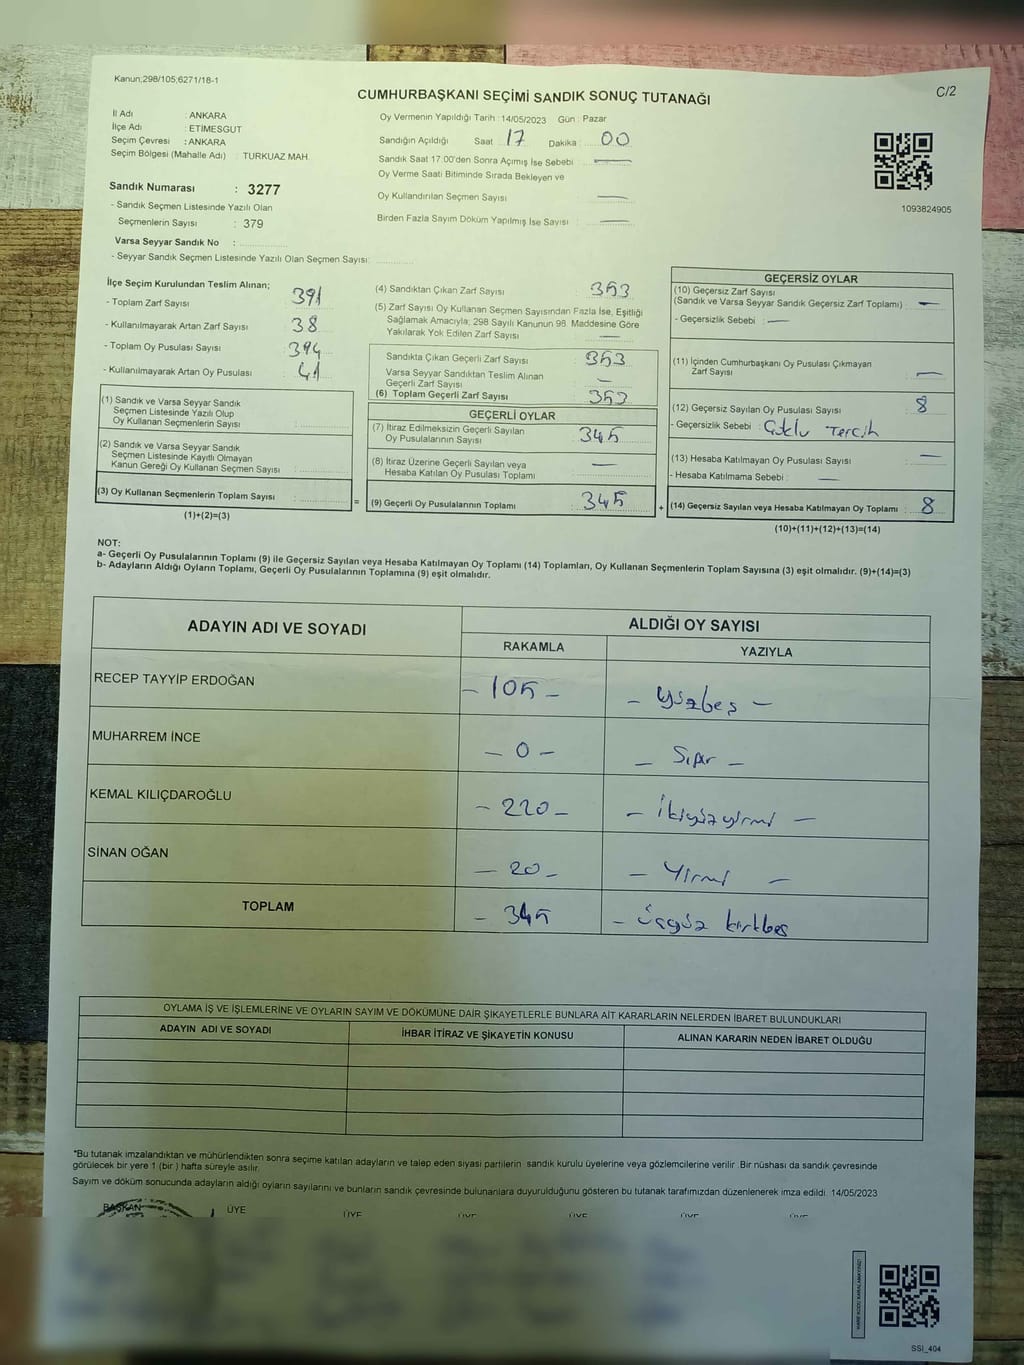 Kanun;298/105,6271/18-1
C/2
CUMHURBAŞKANI SEÇİMİ SANDIK SONUÇ TUTANAĞI
İl Adı : ANKARA
İlçe Adı : ETİMESGUT
Seçim Çevresi : ANKARA
Seçim Bölgesi (Mahalle Adı) : TURKUAZ MAH.
Sandık Numarası : 3277
- Sandık Seçmen Listesinde Yazılı Olan
Seçmenlerin Sayısı : 379
Varsa Seyyar Sandık No :
- Seyyar Sandık Seçmen Listesinde Yazılı Olan Seçmen Sayısı:
Oy Vermenin Yapıldığı Tarih : 14/05/2023 Gün : Pazar
Sandığın Açıldığı Saat : 17 Dakika : 00
Sandık Saat 17.00'den Sonra Açımış İse Sebebi : —
Oy Verme Saati Bitiminde Sırada Bekleyen ve
Oy Kullandırılan Seçmen Sayısı : —
Birden Fazla Sayım Döküm Yapılmış İse Sayısı : —
1093824905
İlçe Seçim Kurulundan Teslim Alınan;
- Toplam Zarf Sayısı : 391
- Kullanılmayarak Artan Zarf Sayısı : 38
- Toplam Oy Pusulası Sayısı : 394
- Kullanılmayarak Artan Oy Pusulası : 41
(1) Sandık ve Varsa Seyyar Sandık
Seçmen Listesinde Yazılı Olup
Oy Kullanan Seçmenlerin Sayısı :
(2) Sandık ve Varsa Seyyar Sandık
Seçmen Listesinde Kayıtlı Olmayan
Kanun Gereği Oy Kullanan Seçmen Sayısı :
(3) Oy Kullanan Seçmenlerin Toplam Sayısı :
(1)+(2)=(3)
(4) Sandıktan Çıkan Zarf Sayısı : 353
(5) Zarf Sayısı Oy Kullanan Seçmen Sayısından Fazla İse, Eşitliği
Sağlamak Amacıyla; 298 Sayılı Kanunun 98. Maddesine Göre
Yakılarak Yok Edilen Zarf Sayısı : —
Sandıkta Çıkan Geçerli Zarf Sayısı : 353
Varsa Seyyar Sandıktan Teslim Alınan
Geçerli Zarf Sayısı : —
(6) Toplam Geçerli Zarf Sayısı : 353
GEÇERLİ OYLAR
(7) İtiraz Edilmeksizin Geçerli Sayılan
Oy Pusulalarının Sayısı : 345
(8) İtiraz Üzerine Geçerli Sayılan veya
Hesaba Katılan Oy Pusulası Toplamı : —
= (9) Geçerli Oy Pusulalarının Toplamı : 345 +
GEÇERSİZ OYLAR
(10) Geçersiz Zarf Sayısı
(Sandık ve Varsa Seyyar Sandık Geçersiz Zarf Toplamı) : —
- Geçersizlik Sebebi : —
(11) İçinden Cumhurbaşkanı Oy Pusulası Çıkmayan
Zarf Sayısı : —
(12) Geçersiz Sayılan Oy Pusulası Sayısı : 8
- Geçersizlik Sebebi : Çoklu Tercih
(13) Hesaba Katılmayan Oy Pusulası Sayısı : —
- Hesaba Katılmama Sebebi : —
(14) Geçersiz Sayılan veya Hesaba Katılmayan Oy Toplamı : 8
(10)+(11)+(12)+(13)=(14)
NOT:
a- Geçerli Oy Pusulalarının Toplamı (9) ile Geçersiz Sayılan veya Hesaba Katılmayan Oy Toplamı (14) Toplamları, Oy Kullanan Seçmenlerin Toplam Sayısına (3) eşit olmalıdır. (9)+(14)=(3)
b- Adayların Aldığı Oyların Toplamı, Geçerli Oy Pusulalarının Toplamına (9) eşit olmalıdır.
ADAYIN ADI VE SOYADI ALDIĞI OY SAYISI
RAKAMLA YAZIYLA
RECEP TAYYİP ERDOĞAN - 105 - - Yüzbeş -
MUHARREM İNCE - 0 - - Sıfır -
KEMAL KILIÇDAROĞLU - 220 - - İkiyüzyirmi -
SİNAN OĞAN - 20 - - Yirmi -
TOPLAM - 345 - Üçyüz kırkbeş
OYLAMA İŞ VE İŞLEMLERİNE VE OYLARIN SAYIM VE DÖKÜMÜNE DAİR ŞİKAYETLERLE BUNLARA AİT KARARLARIN NELERDEN İBARET BULUNDUKLARI
ADAYIN ADI VE SOYADI İHBAR İTİRAZ VE ŞİKAYETİN KONUSU ALINAN KARARIN NEDEN İBARET OLDUĞU
*Bu tutanak imzalandıktan ve mühürlendikten sonra seçime katılan adayların ve talep eden siyasi partilerin sandık kurulu üyelerine veya gözlemcilerine verilir. Bir nüshası da sandık çevresinde
görülecek bir yere 1 (bir) hafta süreyle asılır.
Sayım ve döküm sonucunda adayların aldığı oyların sayılarını ve bunların sandık çevresinde bulunanlara duyurulduğunu gösteren bu tutanak tarafımızdan düzenlenerek imza edildi. 14/05/2023
BAŞKAN ÜYE ÜYE ÜYE ÜYE ÜYE ÜYE
SSI_404